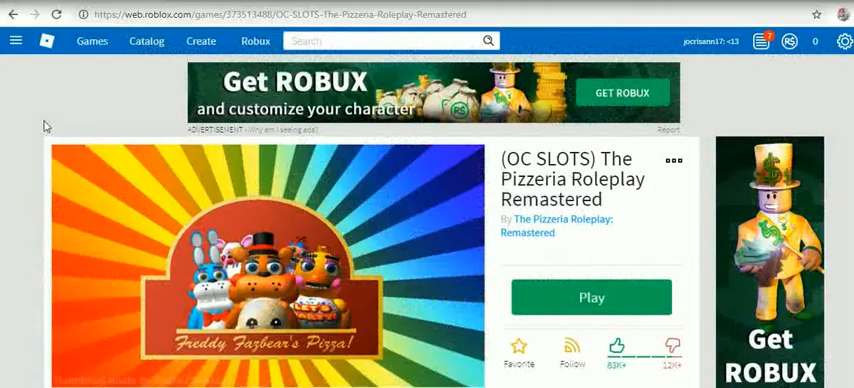 https://web.roblox.com/games/373513488/OC-SLOTS-The-Pizzeria-Roleplay-Remastered
Games Catalog Create Robux Search jocrisann17: <13 7 R$ 0
Get ROBUX
and customize your character
GET ROBUX
ADVERTISEMENT • Why am I seeing ads?
Report
(OC SLOTS) The
Pizzeria Roleplay
Remastered
By The Pizzeria Roleplay:
Remastered
Play
Favorite Follow 83K+ 12K+
Freddy Fazbear's Pizza!
Get
ROBUX